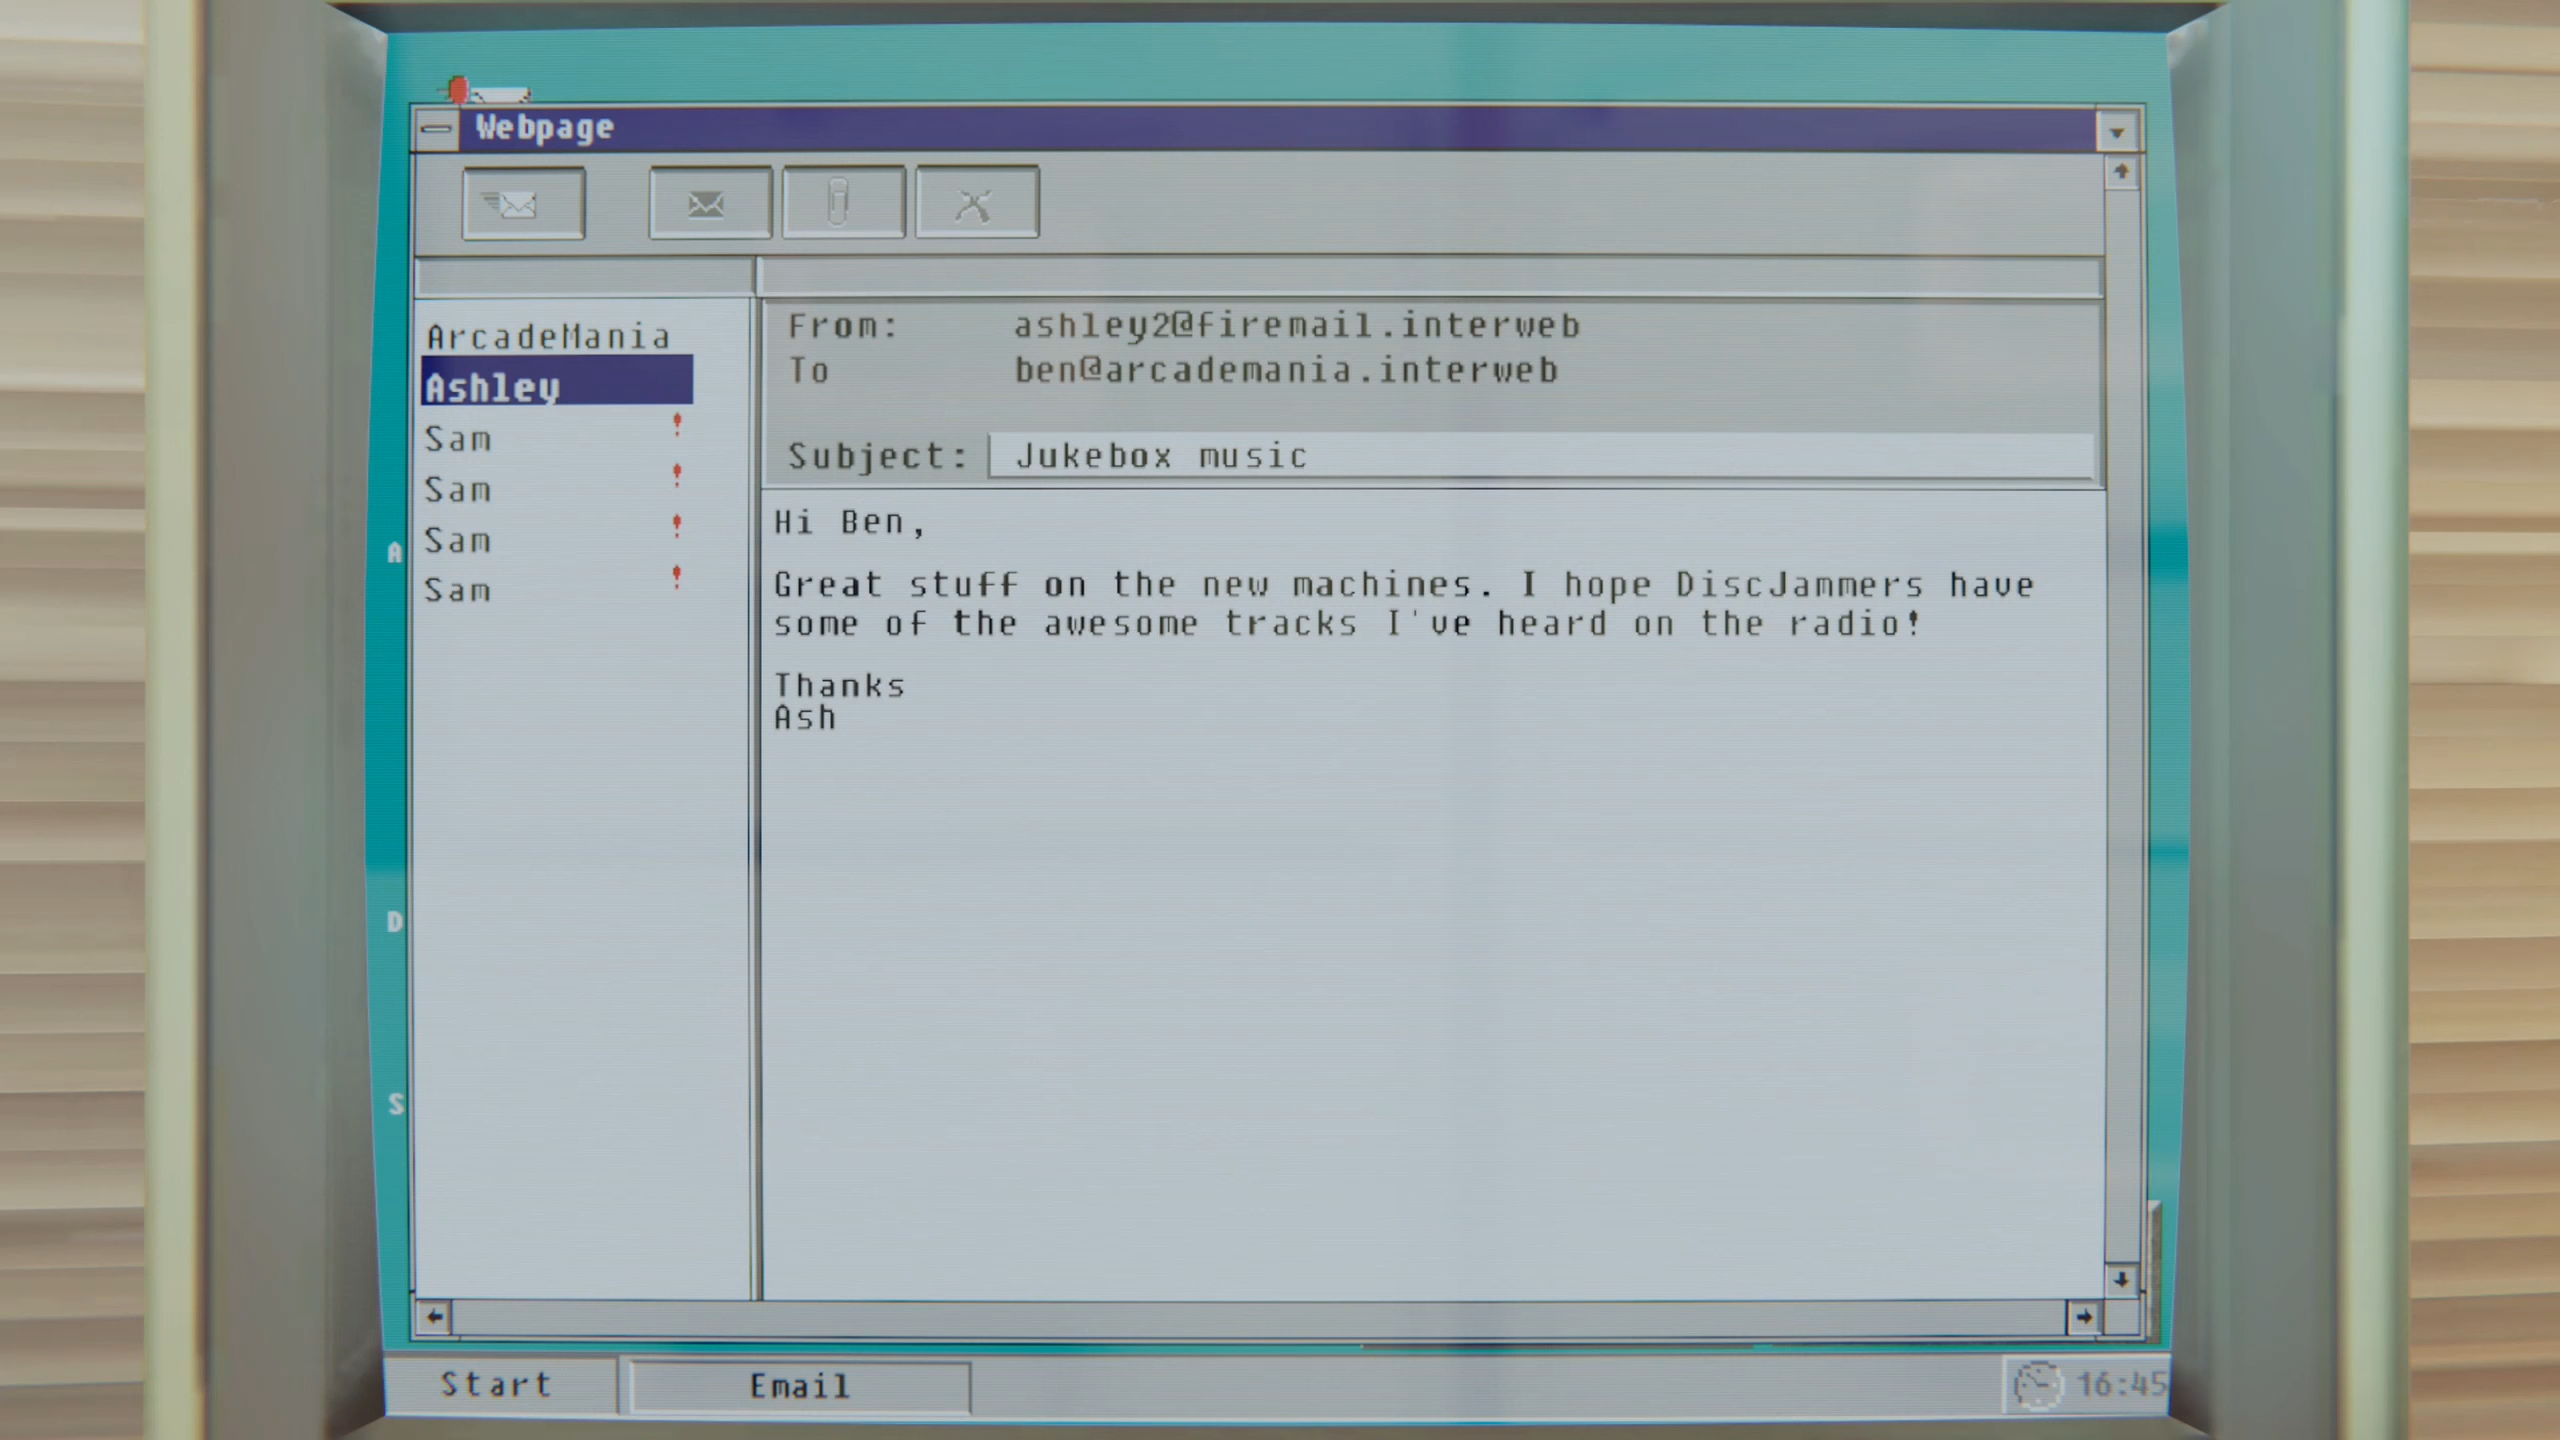 Webpage
ArcadeMania
Ashley
Sam
Sam
Sam
Sam
From: ashley2@firemail.interweb
To ben@arcademania.interweb
Subject: Jukebox music
Hi Ben,
Great stuff on the new machines. I hope DiscJammers have
some of the awesome tracks I've heard on the radio!
Thanks
Ash
A
D
S
Start
Email
16:45